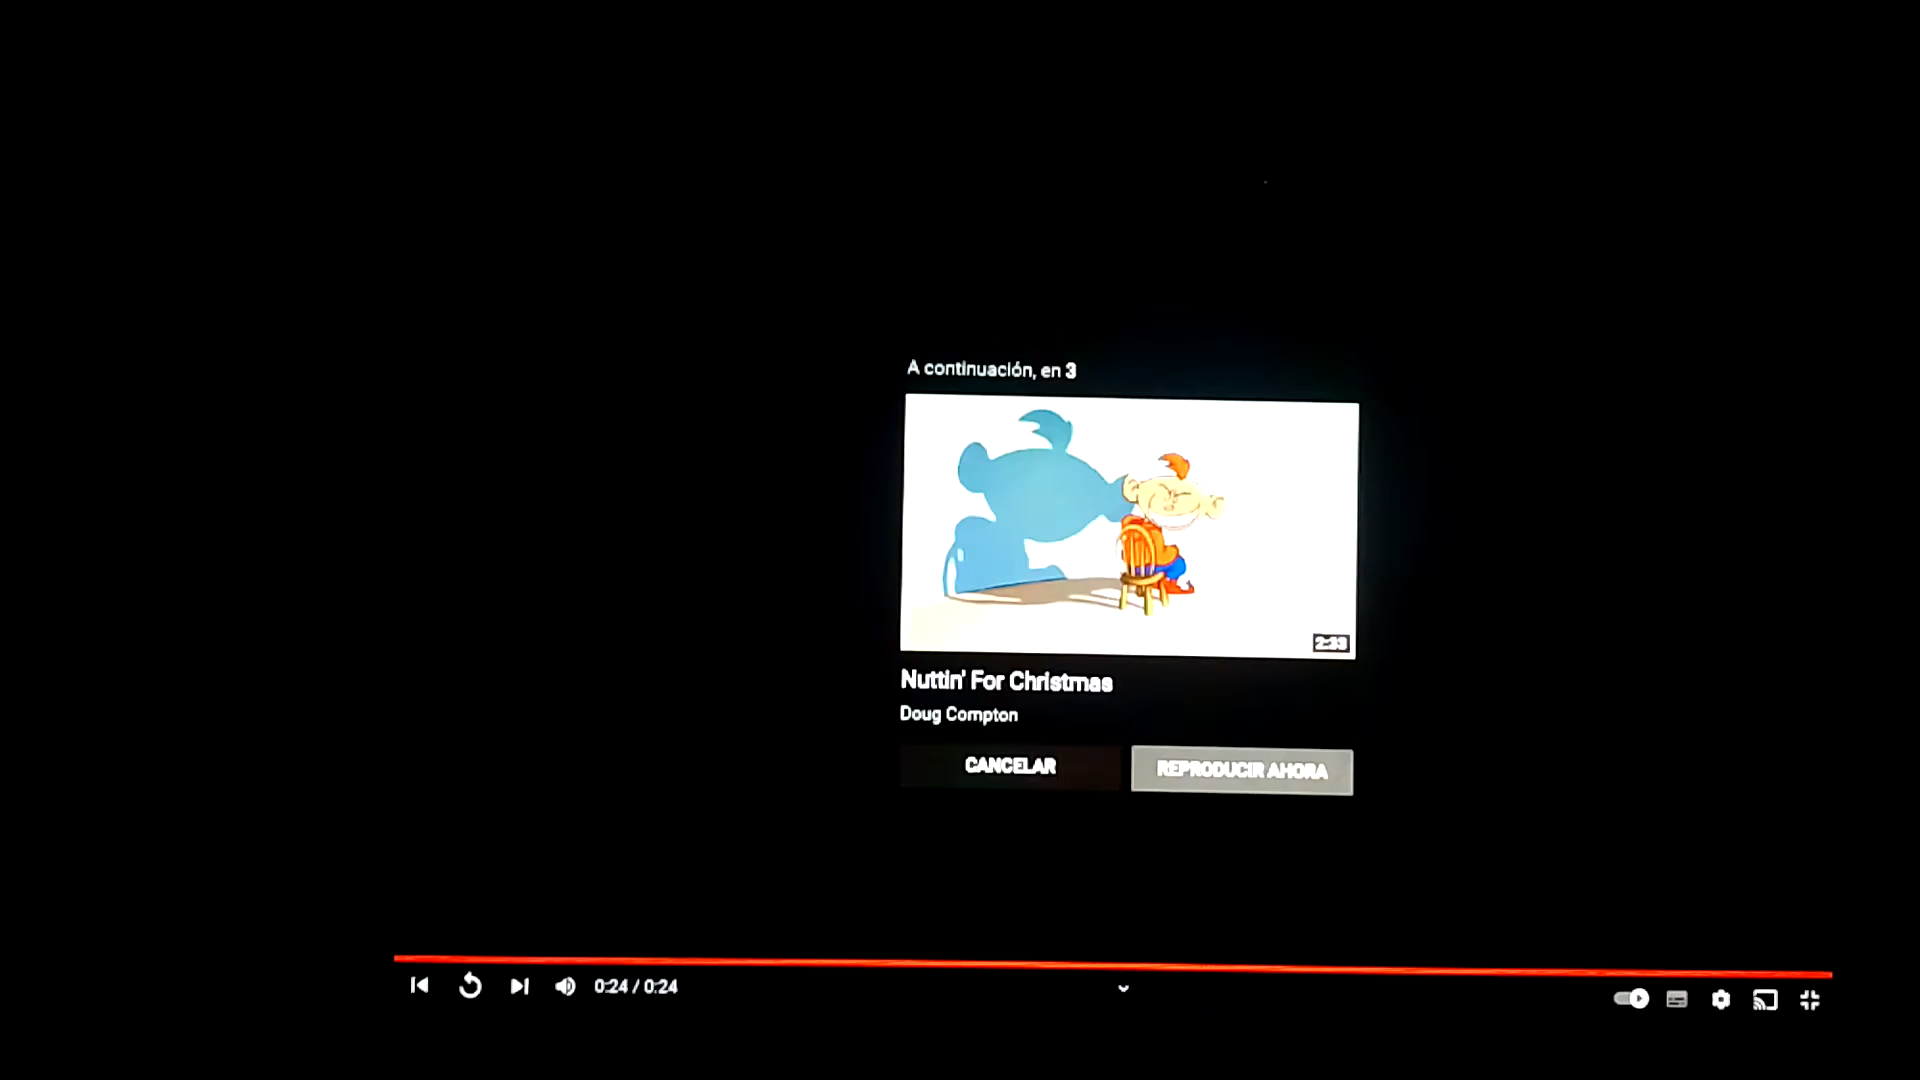 A continuación, en 3
2:33
Nuttin' For Christmas
Doug Compton
CANCELAR
REPRODUCIR AHORA
0:24 / 0:24